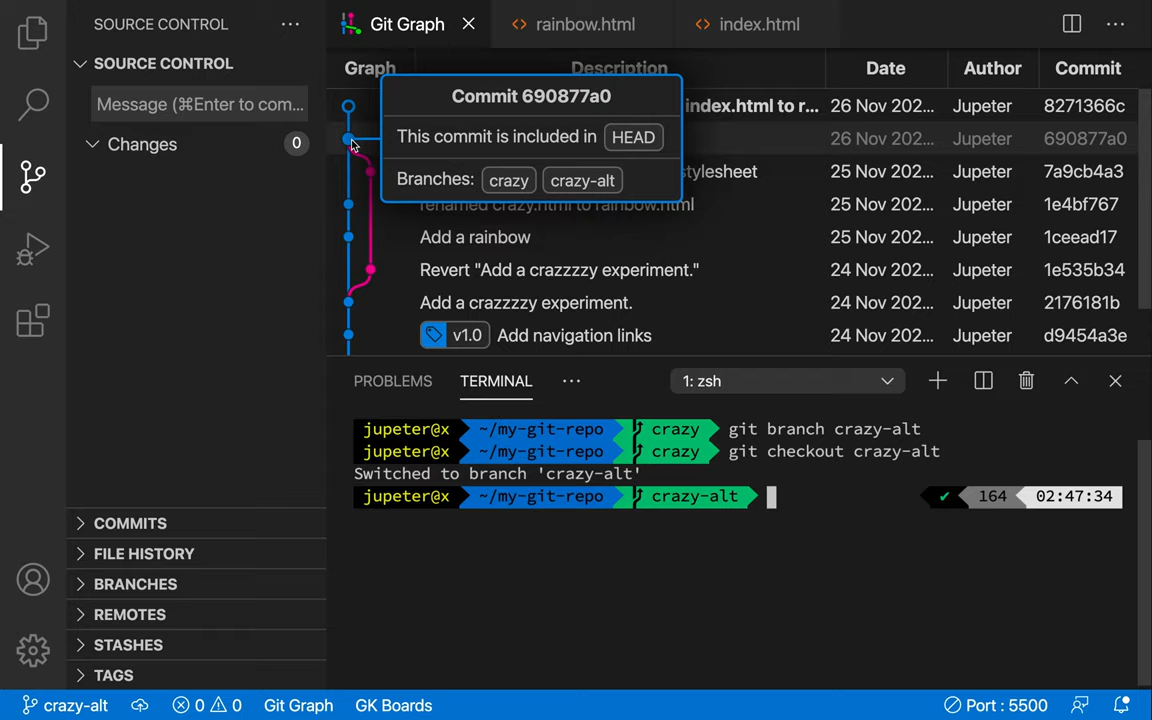 SOURCE CONTROL ...
SOURCE CONTROL
Message (⌘Enter to com...
Changes 0
COMMITS
FILE HISTORY
BRANCHES
REMOTES
STASHES
TAGS
Git Graph
rainbow.html
index.html
Graph Description Date Author Commit
index.html to r... 26 Nov 202... Jupeter 8271366c
26 Nov 202... Jupeter 690877a0
stylesheet 25 Nov 202... Jupeter 7a9cb4a3
renamed crazy.html to rainbow.html 25 Nov 202... Jupeter 1e4bf767
Add a rainbow 25 Nov 202... Jupeter 1ceead17
Revert "Add a crazzzzy experiment." 24 Nov 202... Jupeter 1e535b34
Add a crazzzzy experiment. 24 Nov 202... Jupeter 2176181b
v1.0 Add navigation links 24 Nov 202... Jupeter d9454a3e
Commit 690877a0
This commit is included in HEAD
Branches: crazy crazy-alt
PROBLEMS TERMINAL ... 1: zsh
jupeter@x ~/my-git-repo crazy git branch crazy-alt
jupeter@x ~/my-git-repo crazy git checkout crazy-alt
Switched to branch 'crazy-alt'
jupeter@x ~/my-git-repo crazy-alt ✔ 164 02:47:34
crazy-alt 0 0 Git Graph GK Boards Port : 5500